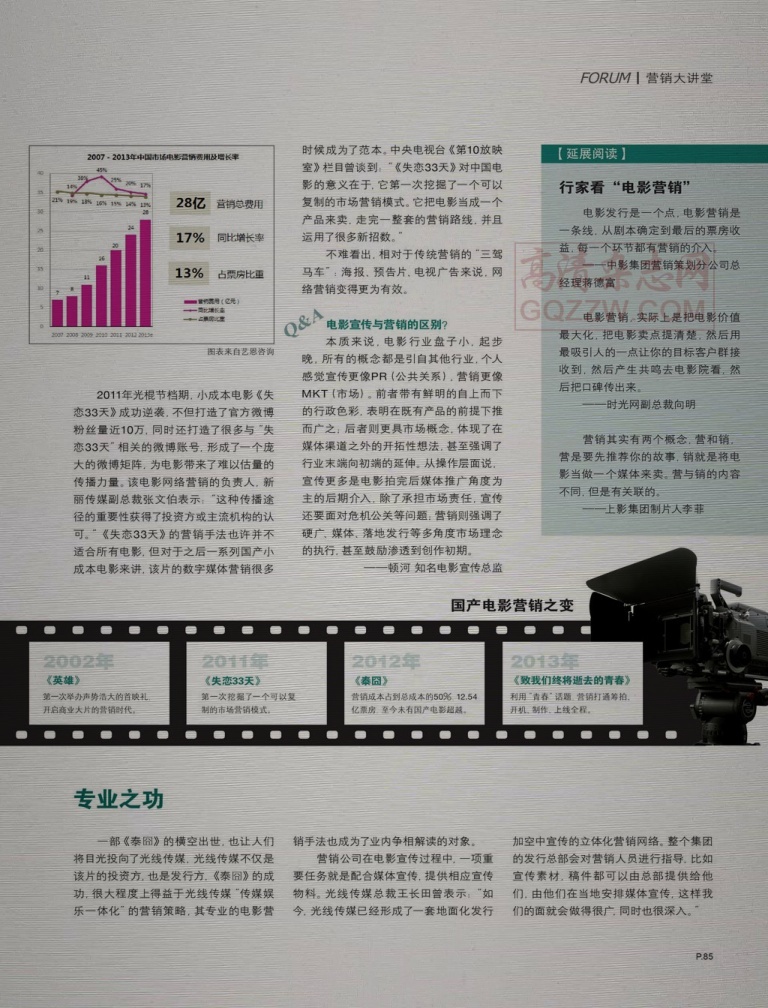 FORUM | 营销大讲堂
2007-2013年中国市场电影营销费用及增长率
28亿 营销总费用
17% 同比增长率
13% 占票房比重
营销费用（亿元）
同比增长率
占票房比重
图表来自艺恩咨询
2011年光棍节档期，小成本电影《失
恋33天》成功逆袭，不但打造了官方微博
粉丝量近10万，同时还打造了很多与“失
恋33天”相关的微博账号，形成了一个庞
大的微博矩阵，为电影带来了难以估量的
传播力量。该电影网络营销的负责人，新
丽传媒副总裁张文伯表示：“这种传播途
径的重要性获得了投资方或主流机构的认
可。”《失恋33天》的营销手法也许并不
适合所有电影，但对于之后一系列国产小
成本电影来讲，该片的数字媒体营销很多
时候成为了范本。中央电视台《第10放映
室》栏目曾谈到：“《失恋33天》对中国电
影的意义在于，它第一次挖掘了一个可以
复制的市场营销模式。它把电影当成一个
产品来卖，走完一整套的营销路线，并且
运用了很多新招数。”
不难看出，相对于传统营销的“三驾
马车”：海报、预告片、电视广告来说，网
络营销变得更为有效。
Q&A
电影宣传与营销的区别？
本质来说，电影行业盘子小，起步
晚，所有的概念都是引自其他行业，个人
感觉宣传更像PR（公共关系），营销更像
MKT（市场）。前者带有鲜明的自上而下
的行政色彩，表明在既有产品的前提下推
而广之；后者则更具市场概念，体现了在
媒体渠道之外的开拓性想法，甚至强调了
行业末端向初端的延伸。从操作层面说，
宣传更多是电影拍完后媒体推广角度为
主的后期介入，除了承担市场责任，宣传
还要面对危机公关等问题；营销则强调了
硬广，媒体，落地发行等多角度市场理念
的执行，甚至鼓励渗透到创作初期。
——顿河 知名电影宣传总监
【延展阅读】
行家看“电影营销”
电影发行是一个点，电影营销是
一条线，从剧本确定到最后的票房收
益，每一个环节都有营销的介入。
——中影集团营销策划分公司总
经理蒋德富
电影营销，实际上是把电影价值
最大化，把电影卖点提清楚，然后用
最吸引人的一点让你的目标客户群接
收到，然后产生共鸣去电影院看，然
后把口碑传出来。
——时光网副总裁向明
营销其实有两个概念，营和销，
营是要先推荐你的故事，销就是将电
影当做一个媒体来卖。营与销的内容
不同，但是有关联的。
——上影集团制片人李菲
高清杂志网
GQZZW.COM
国产电影营销之变
2002年
《英雄》
第一次举办声势浩大的首映礼，
开启商业大片的营销时代。
2011年
《失恋33天》
第一次挖掘了一个可以复
制的市场营销模式。
2012年
《泰囧》
营销成本占到总成本的50%，12.54
亿票房 至今未有国产电影超越。
2013年
《致我们终将逝去的青春》
利用“青春”话题，营销打通筹拍、
开机、制作、上线全程。
专业之功
一部《泰囧》的横空出世，也让人们
将目光投向了光线传媒，光线传媒不仅是
该片的投资方，也是发行方，《泰囧》的成
功，很大程度上得益于光线传媒“传媒娱
乐一体化”的营销策略，其专业的电影营
销手法也成为了业内争相解读的对象。
营销公司在电影宣传过程中，一项重
要任务就是配合媒体宣传，提供相应宣传
物料。光线传媒总裁王长田曾表示：“如
今，光线传媒已经形成了一套地面化发行
加空中宣传的立体化营销网络。整个集团
的发行总部会对营销人员进行指导，比如
宣传素材，稿件都可以由总部提供给他
们，由他们在当地安排媒体宣传，这样我
们的面就会做得很广，同时也很深入。”
P.85